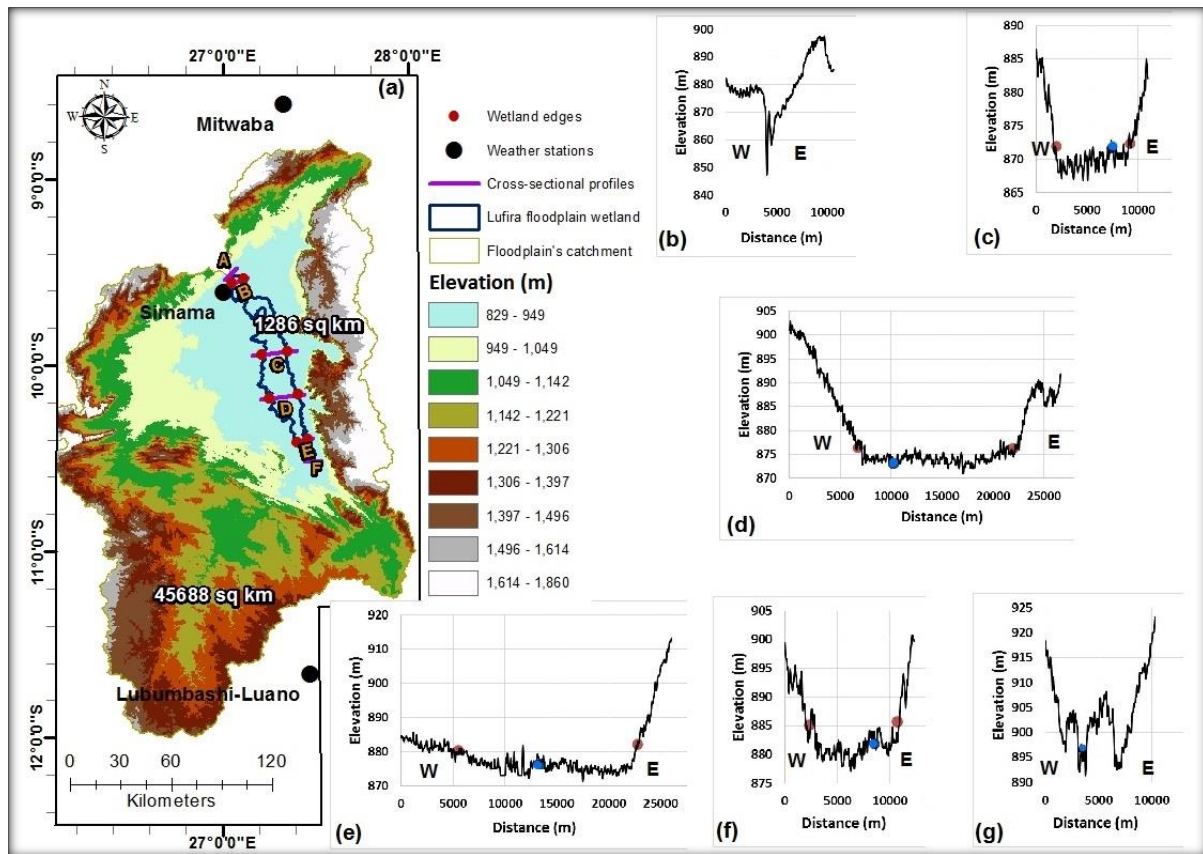 27°0'0"E
28°0'0"E
(a)
N
W
E
S
Mitwaba
9°0'0"S
10°0'0"S
11°0'0"S
12°0'0"S
A
B
Simama
1286 sq km
C
D
E
F
45688 sq km
Lubumbashi-Luano
0 30 60 120
Kilometers
27°0'0"E
Wetland edges
Weather stations
Cross-sectional profiles
Lufira floodplain wetland
Floodplain's catchment
Elevation (m)
829 - 949
949 - 1,049
1,049 - 1,142
1,142 - 1,221
1,221 - 1,306
1,306 - 1,397
1,397 - 1,496
1,496 - 1,614
1,614 - 1,860
900
890
880
870
860
850
840
Elevation (m)
W
E
0 5000 10000
Distance (m)
(b)
890
885
880
875
870
865
Elevation (m)
W
E
0 5000 10000
Distance (m)
(c)
905
900
895
890
885
880
875
870
Elevation (m)
W
E
0 5000 10000 15000 20000 25000
Distance (m)
(d)
920
910
900
890
880
870
Elevation (m)
W
E
0 5000 10000 15000 20000 25000
Distance (m)
(e)
905
900
895
890
885
880
875
Elevation (m)
W
E
0 5000 10000
Distance (m)
(f)
925
920
915
910
905
900
895
890
Elevation (m)
W
E
0 5000 10000
Distance (m)
(g)